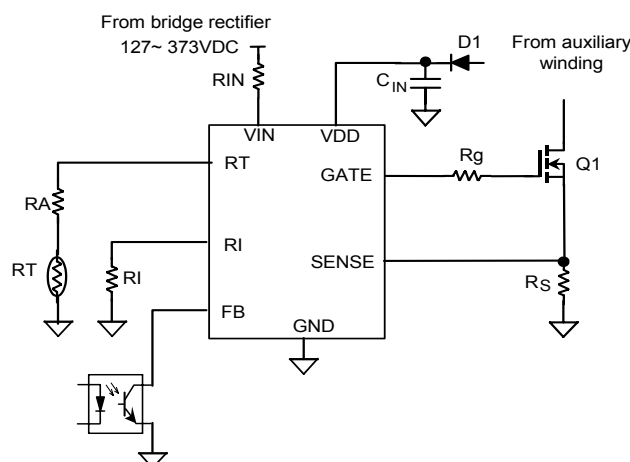 From bridge rectifier
127~ 373VDC
RIN
D1
From auxiliary
winding
CIN
VIN
VDD
RT
GATE
Rg
Q1
RA
RT
RI
RI
SENSE
RS
FB
GND